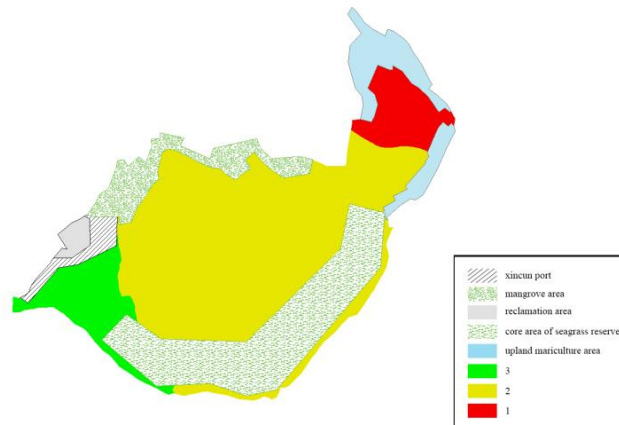 xincun port
mangrove area
reclamation area
core area of seagrass reserve
upland mariculture area
3
2
1